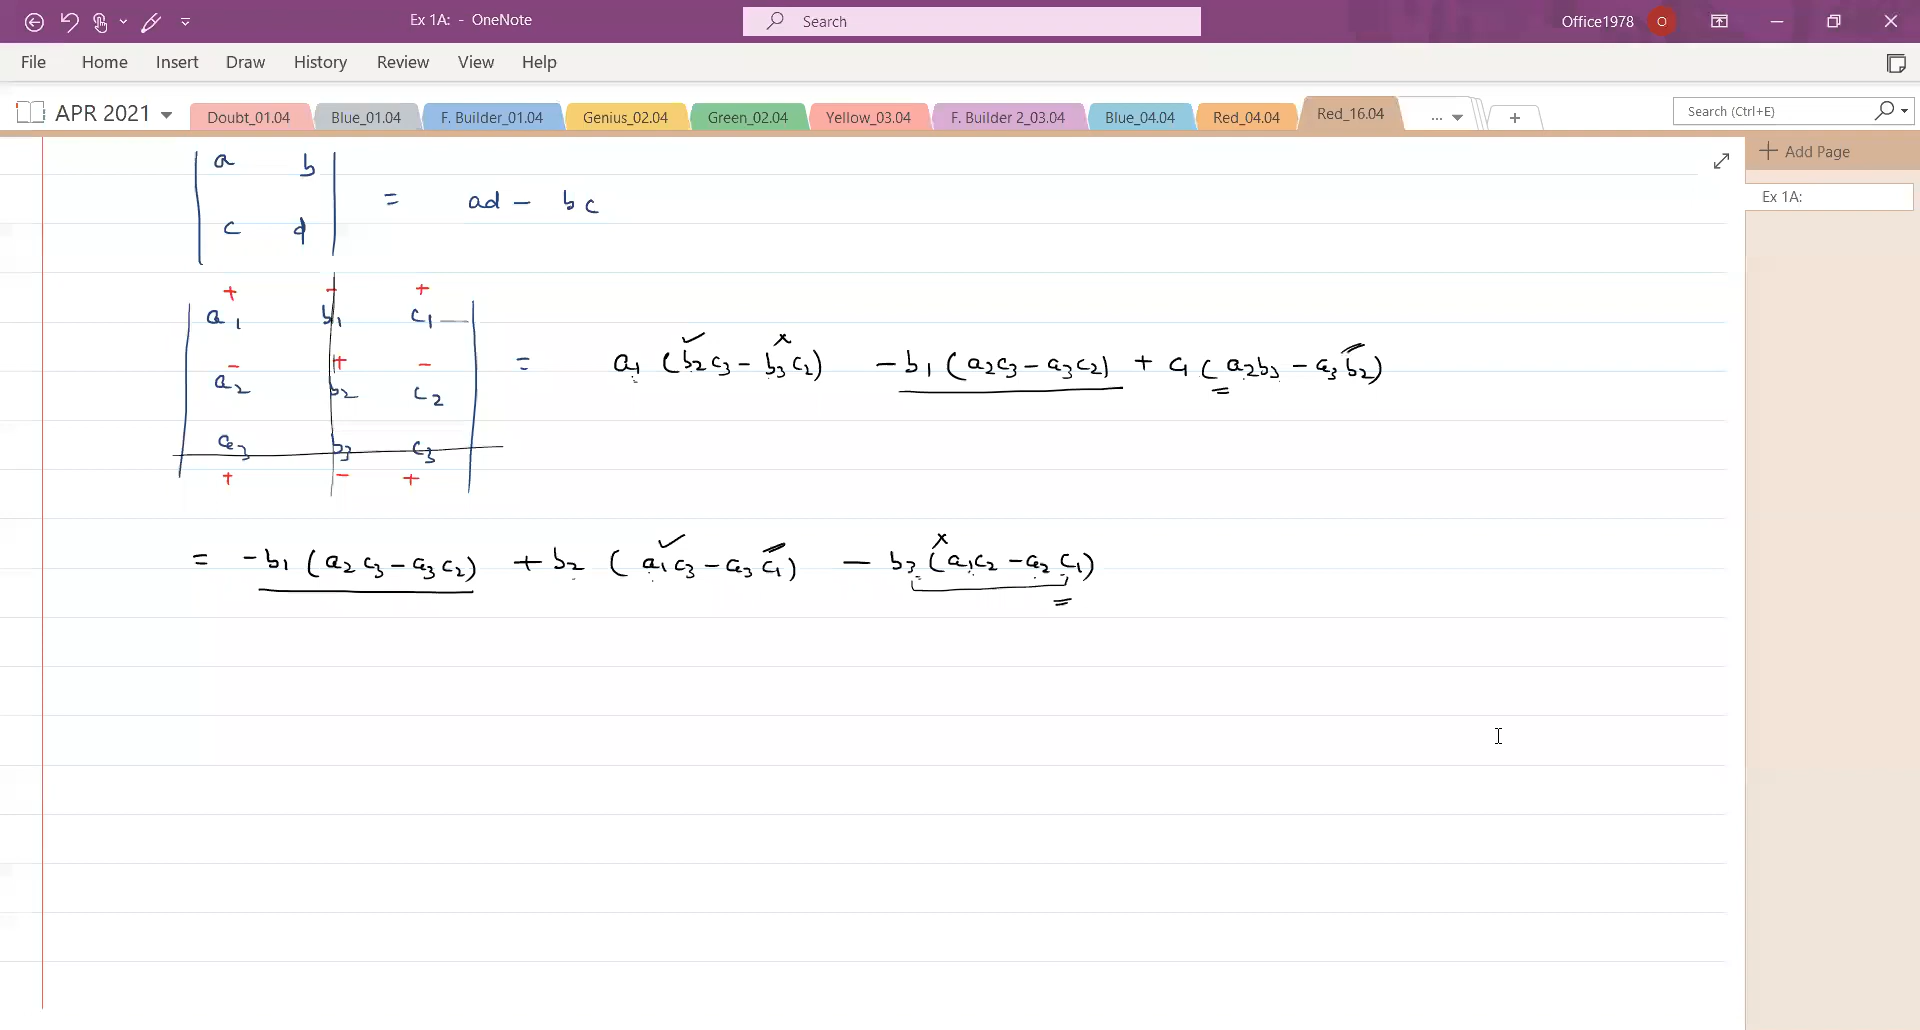 Ex 1A: - OneNote
Search
Office1978 O
File Home Insert Draw History Review View Help
APR 2021
Doubt_01.04 Blue_01.04 F. Builder_01.04 Genius_02.04 Green_02.04 Yellow_03.04 F. Builder 2_03.04 Blue_04.04 Red_04.04 Red_16.04 ... +
Search (Ctrl+E)
+ Add Page
Ex 1A:
a b
= ad - bc
c d
+ - +
a1 b1 c1
= a1 (b2c3 - b3c2) - b1 (a2c3 - a3c2) + c1 (a2b3 - a3b2)
- + -
a2 b2 c2
a3 b3 c3
+ - +
= -b1 (a2c3 - a3c2) + b2 (a1c3 - a3c1) - b3 (a1c2 - a2c1)